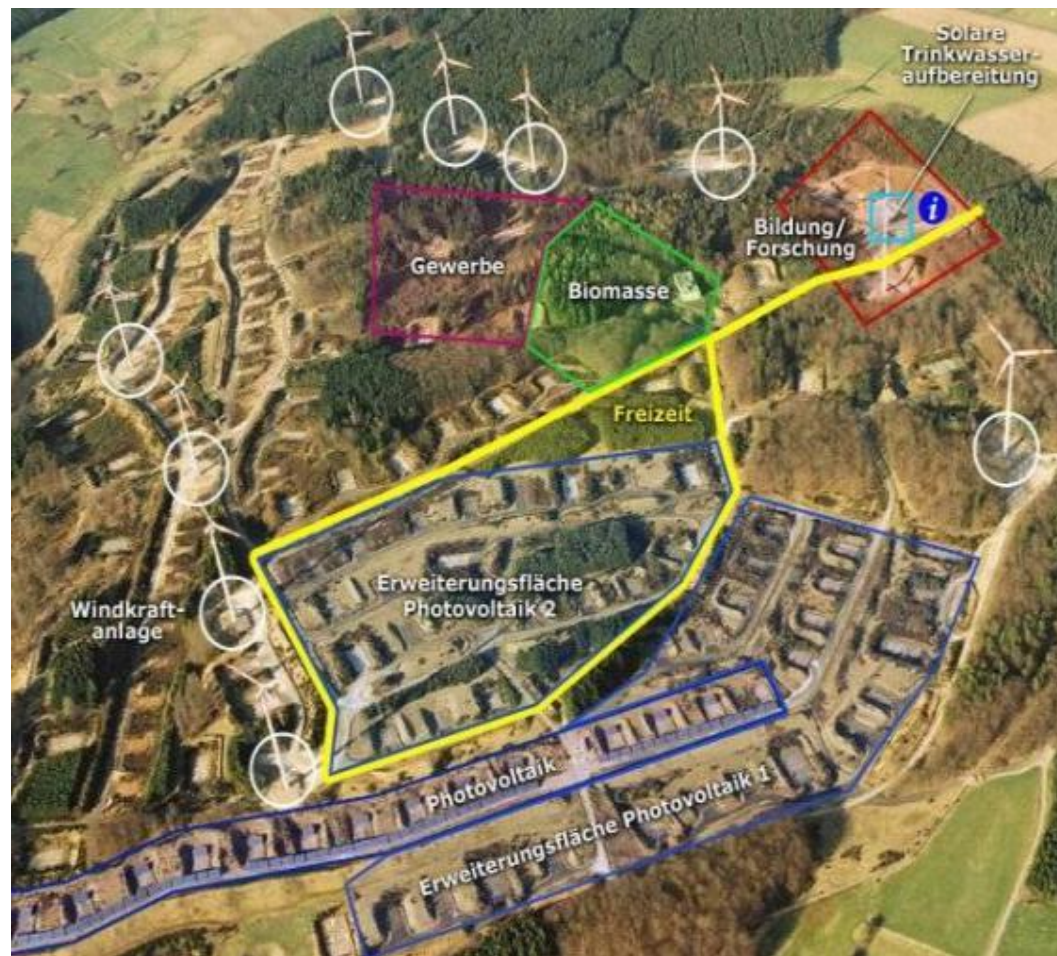 Solare
Trinkwasser-
aufbereitung
i
Bildung/
Forschung
Gewerbe
Biomasse
Freizeit
Erweiterungsfläche
Photovoltaik 2
Windkraft-
anlage
Photovoltaik
Erweiterungsfläche Photovoltaik 1